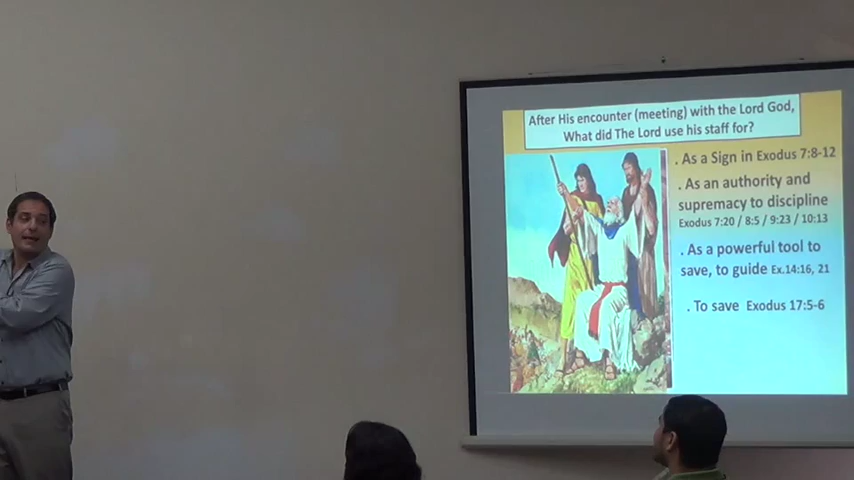 After His encounter (meeting) with the Lord God,
What did The Lord use his staff for?
. As a Sign in Exodus 7:8-12
. As an authority and
supremacy to discipline
Exodus 7:20 / 8:5 / 9:23 / 10:13
. As a powerful tool to
save, to guide Ex.14:16, 21
. To save Exodus 17:5-6